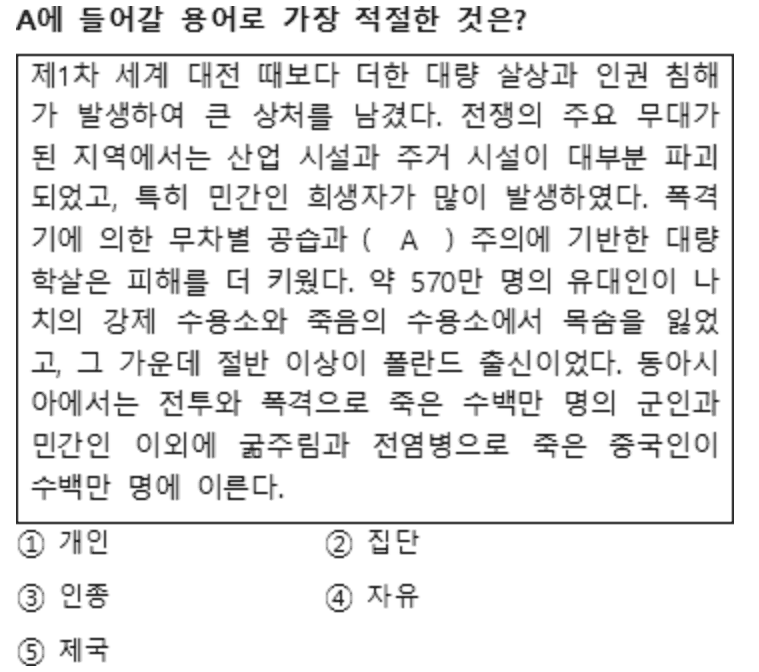 A에 들어갈 용어로 가장 적절한 것은?
제1차 세계 대전 때보다 더한 대량 살상과 인권 침해
가 발생하여 큰 상처를 남겼다. 전쟁의 주요 무대가
된 지역에서는 산업 시설과 주거 시설이 대부분 파괴
되었고, 특히 민간인 희생자가 많이 발생하였다. 폭격
기에 의한 무차별 공습과 ( A ) 주의에 기반한 대량
학살은 피해를 더 키웠다. 약 570만 명의 유대인이 나
치의 강제 수용소와 죽음의 수용소에서 목숨을 잃었
고, 그 가운데 절반 이상이 폴란드 출신이었다. 동아시
아에서는 전투와 폭격으로 죽은 수백만 명의 군인과
민간인 이외에 굶주림과 전염병으로 죽은 중국인이
수백만 명에 이른다.
① 개인 ② 집단
③ 인종 ④ 자유
⑤ 제국